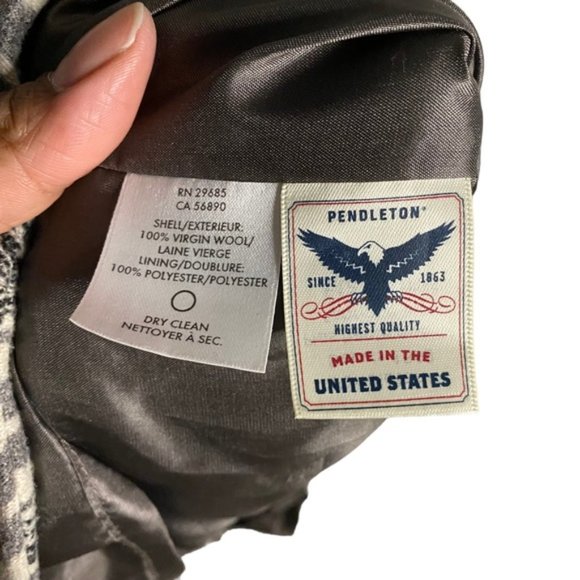 RN 29685
CA 56890
SHELL/EXTERIEUR:
100% VIRGIN WOOL/
LAINE VIERGE
LINING/DOUBLURE:
100% POLYESTER/POLYESTER
DRY CLEAN
NETTOYER À SEC.
PENDLETON®
SINCE 1863
HIGHEST QUALITY
MADE IN THE
UNITED STATES